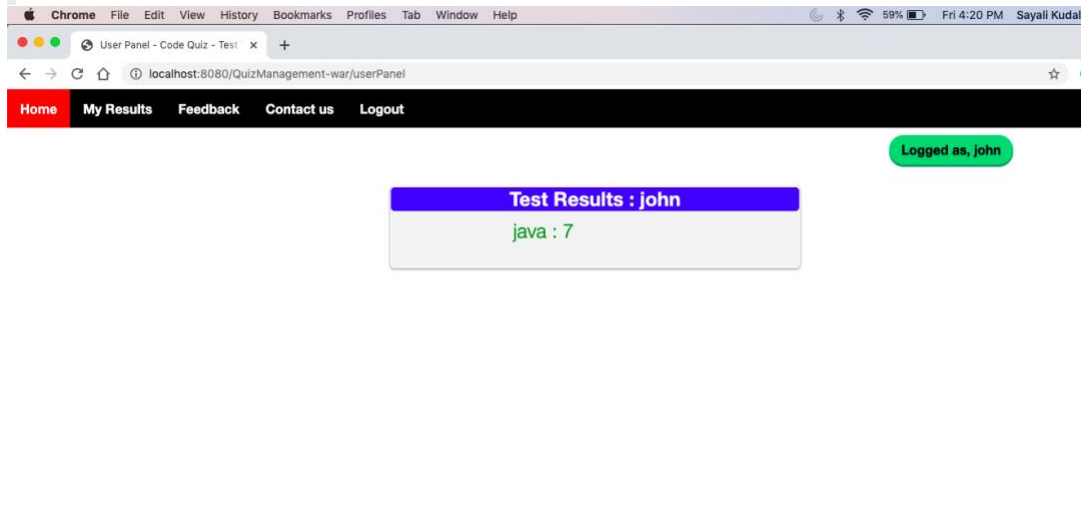 Chrome File Edit View History Bookmarks Profiles Tab Window Help 59% Fri 4:20 PM Sayali Kudal
User Panel - Code Quiz - Test
localhost:8080/QuizManagement-war/userPanel
Home My Results Feedback Contact us Logout
Logged as, john
Test Results : john
java : 7